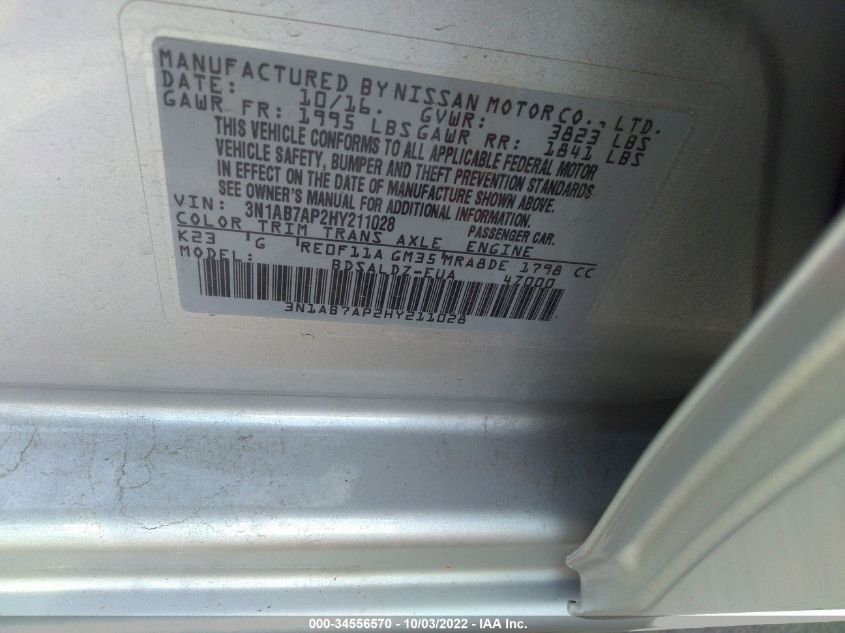 MANUFACTURED BY NISSAN MOTOR CO., LTD.
DATE: 10/16. GVWR: 3823 LBS
GAWR FR: 1995 LBS GAWR RR: 1841 LBS
THIS VEHICLE CONFORMS TO ALL APPLICABLE FEDERAL MOTOR
VEHICLE SAFETY, BUMPER AND THEFT PREVENTION STANDARDS
IN EFFECT ON THE DATE OF MANUFACTURE SHOWN ABOVE.
SEE OWNER'S MANUAL FOR ADDITIONAL INFORMATION.
VIN: 3N1AB7AP2HY211028 PASSENGER CAR.
COLOR TRIM TRANS AXLE ENGINE
K23 G RE0F11A GM35 MRA8DE 1798 CC
MODEL: BDSALDZ-EUA 47000
3N1AB7AP2HY211028
000-34556570 - 10/03/2022 - IAA Inc.